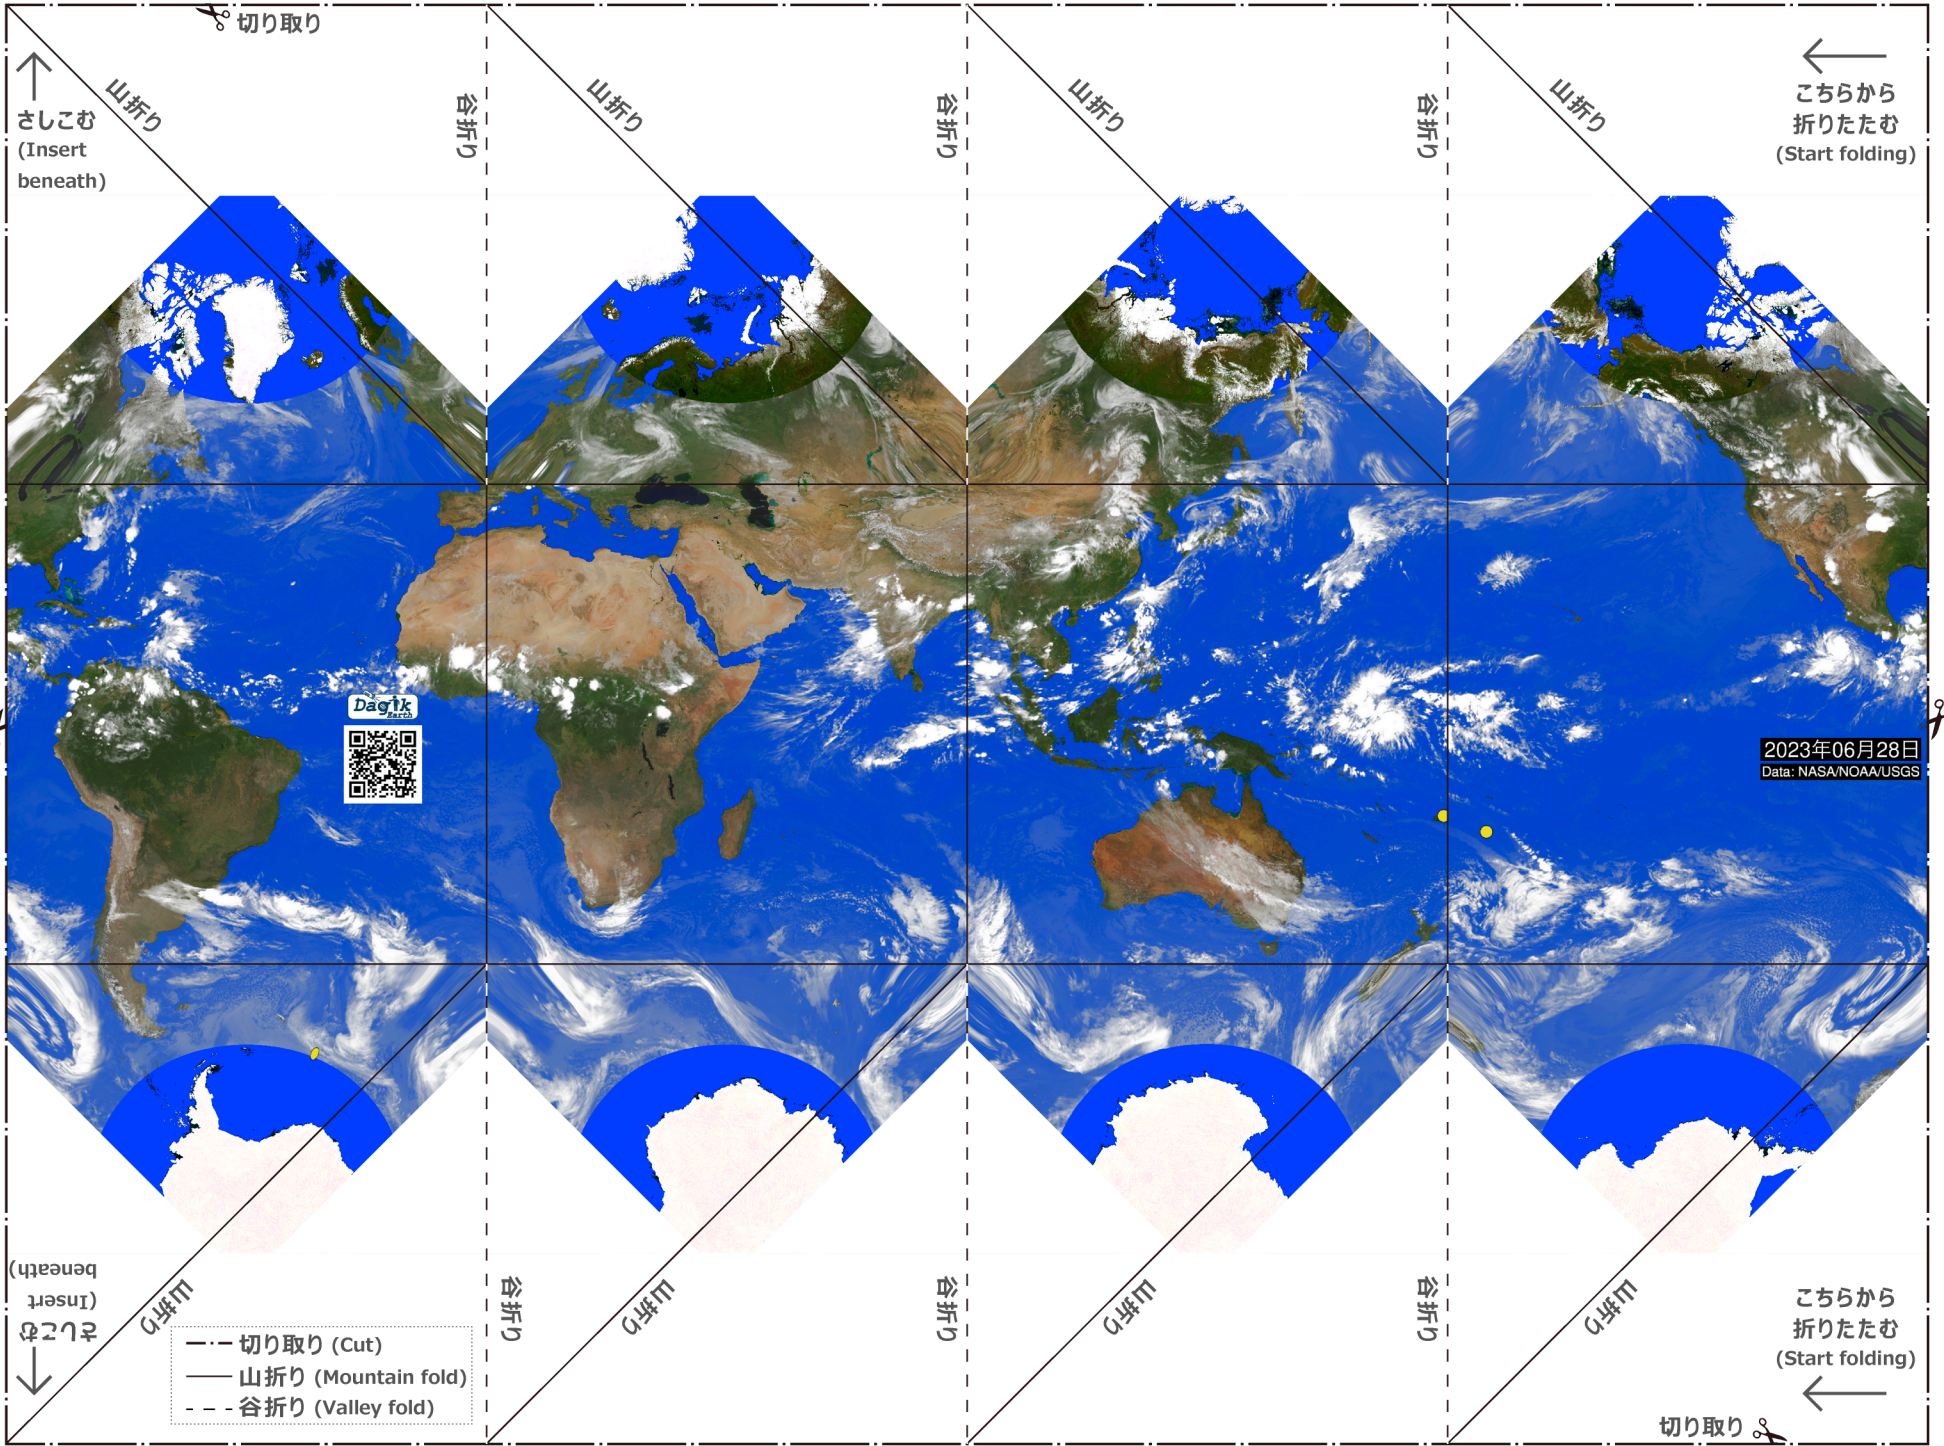 切り取り
山折り
谷折り
山折り
谷折り
山折り
谷折り
山折り
さしこむ
(Insert
beneath)
こちらから
折りたたむ
(Start folding)
Dagik
Earth
2023年06月28日
Data: NASA/NOAA/USGS
さしこむ
(Insert
beneath)
山折り
谷折り
山折り
谷折り
山折り
谷折り
山折り
こちらから
折りたたむ
(Start folding)
切り取り (Cut)
山折り (Mountain fold)
谷折り (Valley fold)
切り取り